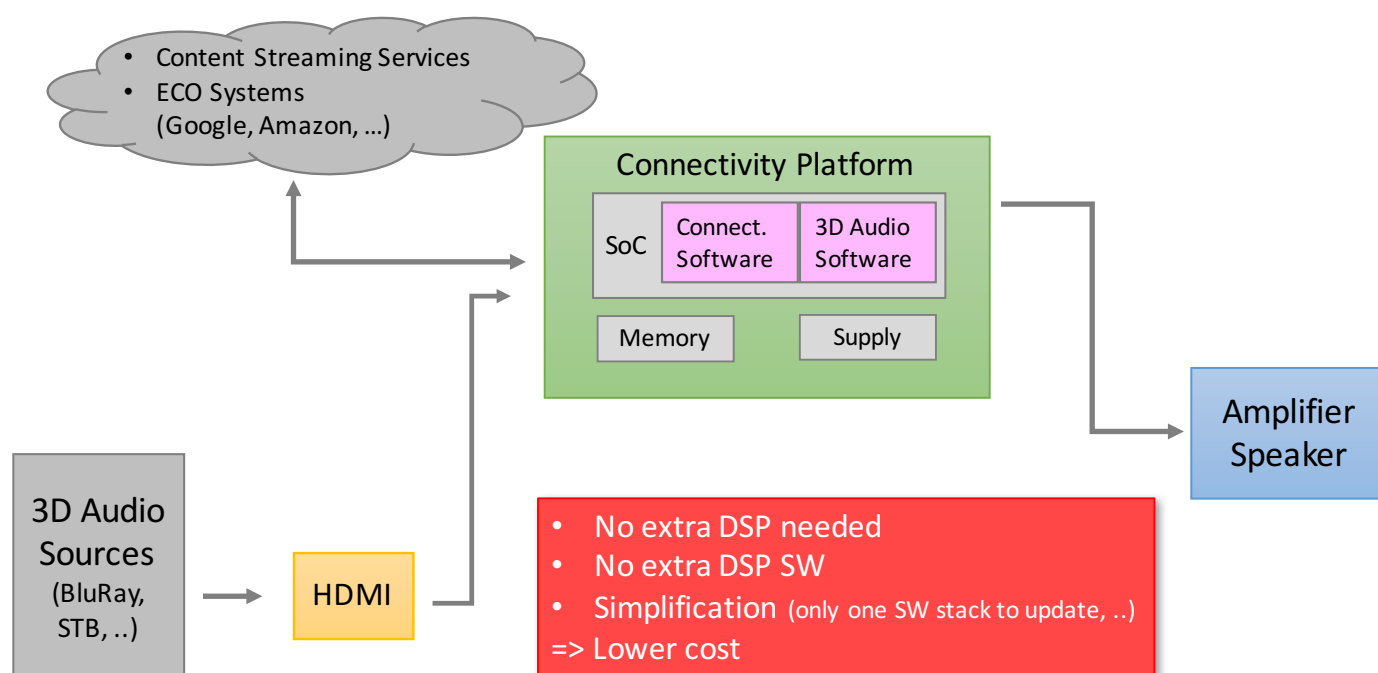 • Content Streaming Services
• ECO Systems
(Google, Amazon, …)
Connectivity Platform
SoC
Connect.
Software
3D Audio
Software
Memory
Supply
Amplifier
Speaker
3D Audio
Sources
(BluRay,
STB, ..)
HDMI
• No extra DSP needed
• No extra DSP SW
• Simplification (only one SW stack to update, ..)
=> Lower cost